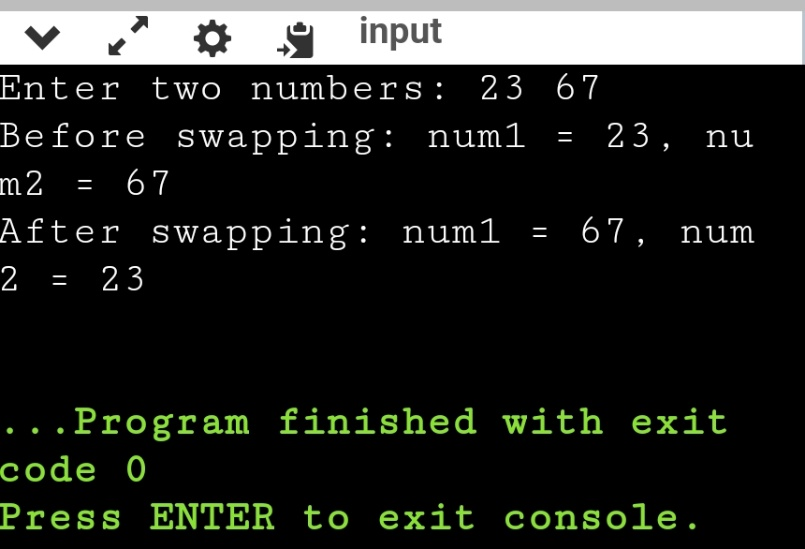 input
Enter two numbers: 23 67
Before swapping: num1 = 23, nu
m2 = 67
After swapping: num1 = 67, num
2 = 23
...Program finished with exit
code 0
Press ENTER to exit console.